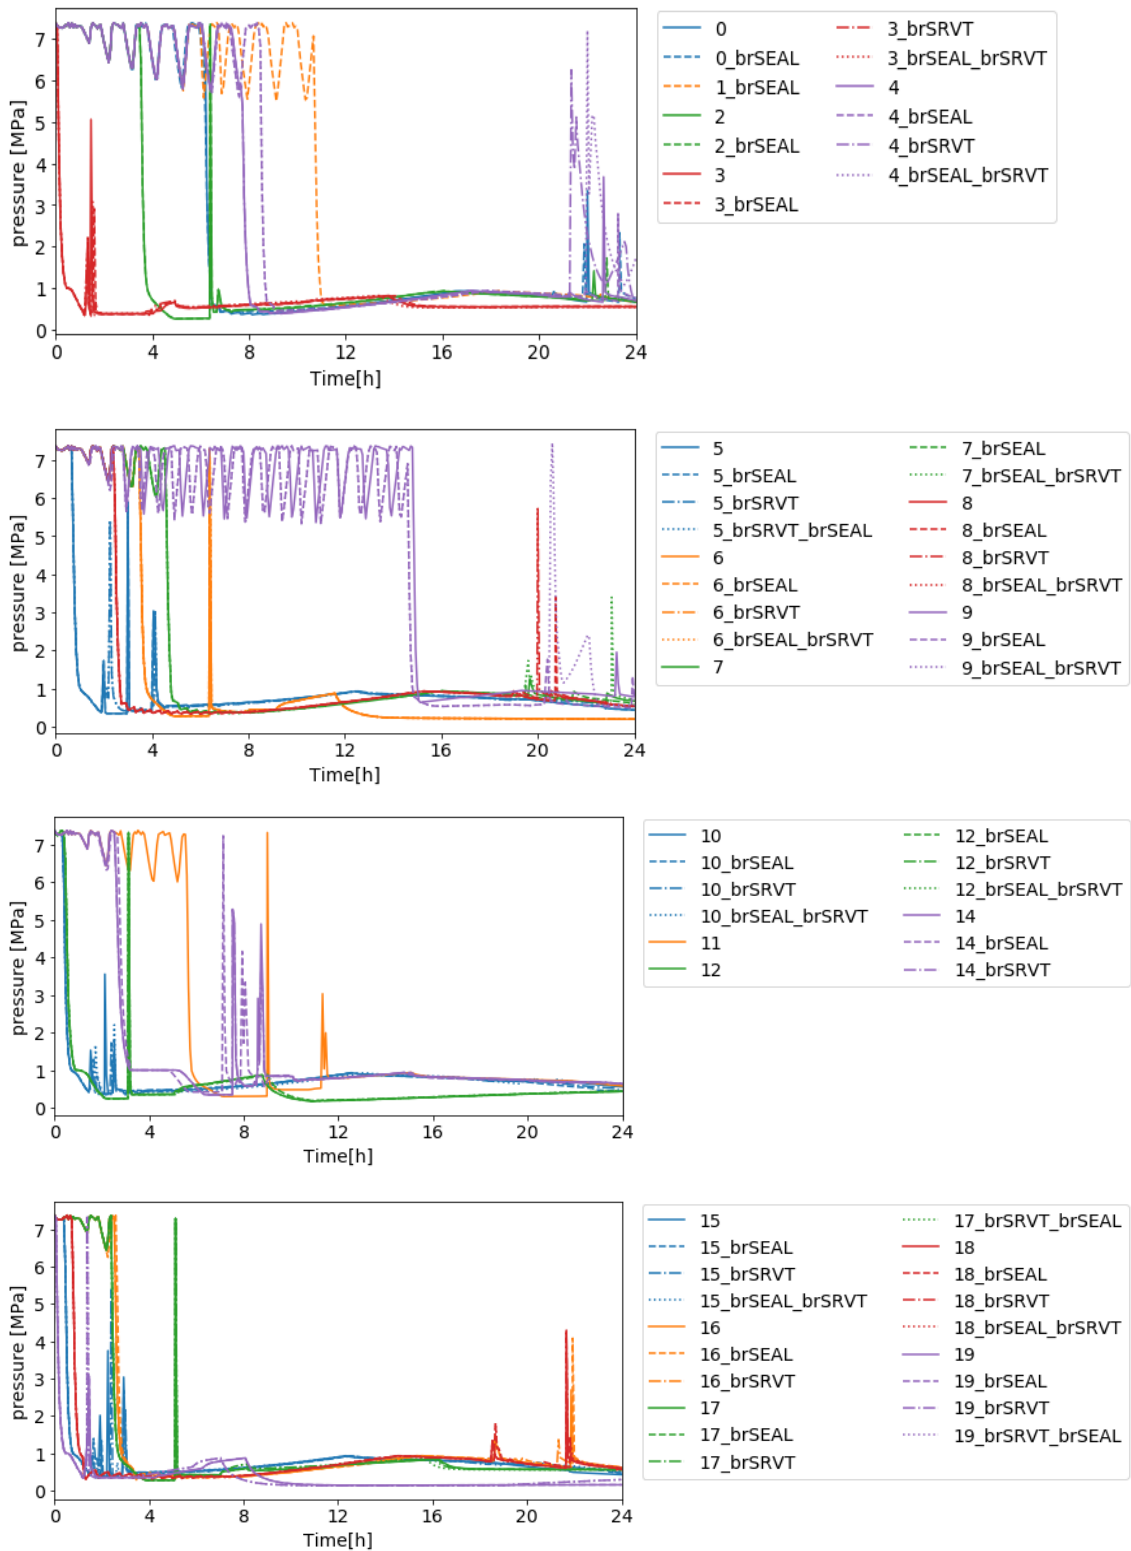 pressure [MPa]
7
6
5
4
3
2
1
0
0 4 8 12 16 20 24
Time[h]
0
0_brSEAL
1_brSEAL
2
2_brSEAL
3
3_brSEAL
3_brSRVT
3_brSEAL_brSRVT
4
4_brSEAL
4_brSRVT
4_brSEAL_brSRVT
pressure [MPa]
7
6
5
4
3
2
1
0
0 4 8 12 16 20 24
Time[h]
5
5_brSEAL
5_brSRVT
5_brSRVT_brSEAL
6
6_brSEAL
6_brSRVT
6_brSEAL_brSRVT
7
7_brSEAL
7_brSEAL_brSRVT
8
8_brSEAL
8_brSRVT
8_brSEAL_brSRVT
9
9_brSEAL
9_brSEAL_brSRVT
pressure [MPa]
7
6
5
4
3
2
1
0
0 4 8 12 16 20 24
Time[h]
10
10_brSEAL
10_brSRVT
10_brSEAL_brSRVT
11
12
12_brSEAL
12_brSRVT
12_brSEAL_brSRVT
14
14_brSEAL
14_brSRVT
pressure [MPa]
7
6
5
4
3
2
1
0
0 4 8 12 16 20 24
Time[h]
15
15_brSEAL
15_brSRVT
15_brSEAL_brSRVT
16
16_brSEAL
16_brSRVT
17
17_brSEAL
17_brSRVT
17_brSRVT_brSEAL
18
18_brSEAL
18_brSRVT
18_brSEAL_brSRVT
19
19_brSEAL
19_brSRVT
19_brSRVT_brSEAL